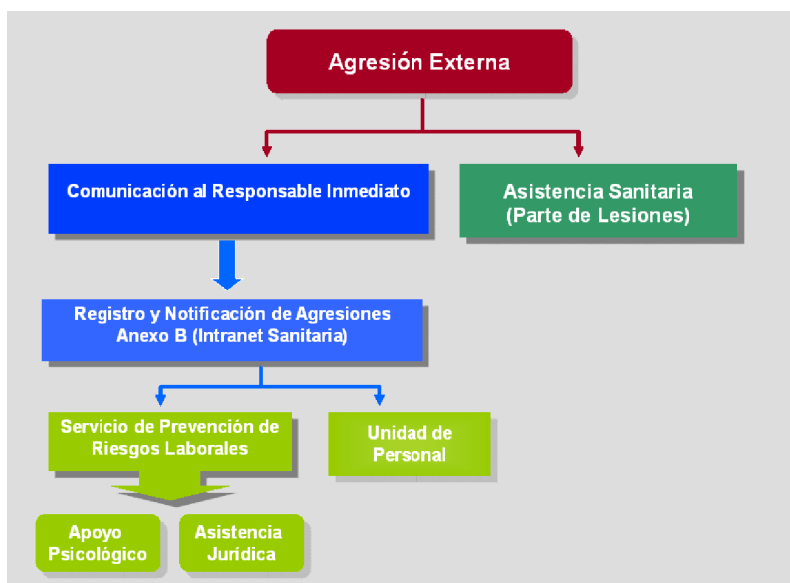 Agresión Externa
Comunicación al Responsable Inmediato
Asistencia Sanitaria
(Parte de Lesiones)
Registro y Notificación de Agresiones
Anexo B (Intranet Sanitaria)
Servicio de Prevención de
Riesgos Laborales
Unidad de
Personal
Apoyo
Psicológico
Asistencia
Jurídica